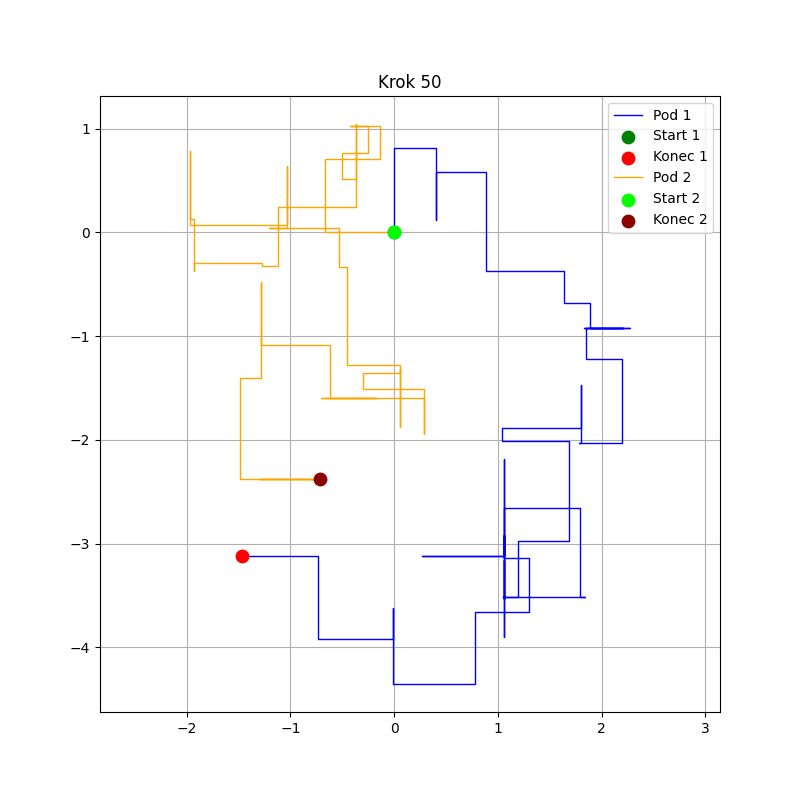 Krok 50
Pod 1
Start 1
Konec 1
Pod 2
Start 2
Konec 2
1
0
−1
−2
−3
−4
−2 −1 0 1 2 3